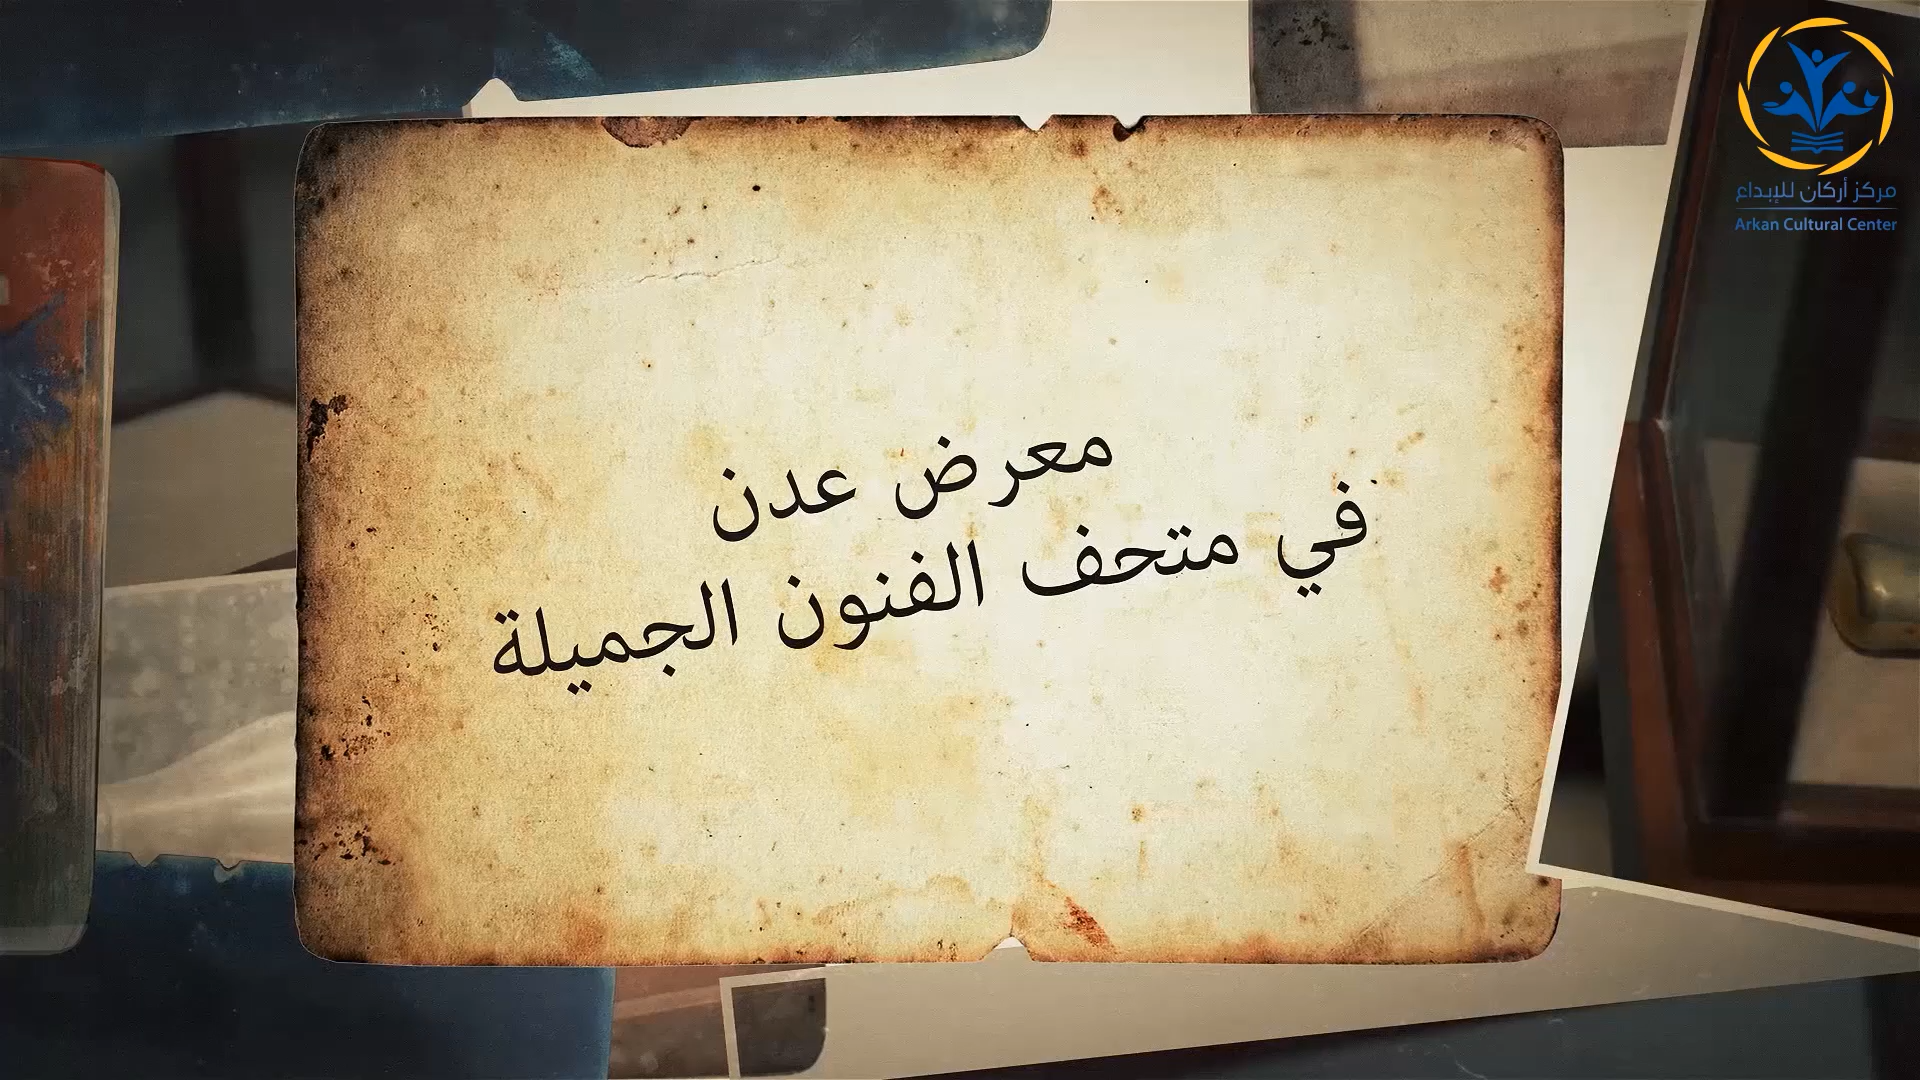 مركز أركان للإبداع
Arkan Cultural Center
معرض عدن
في متحف الفنون الجميلة